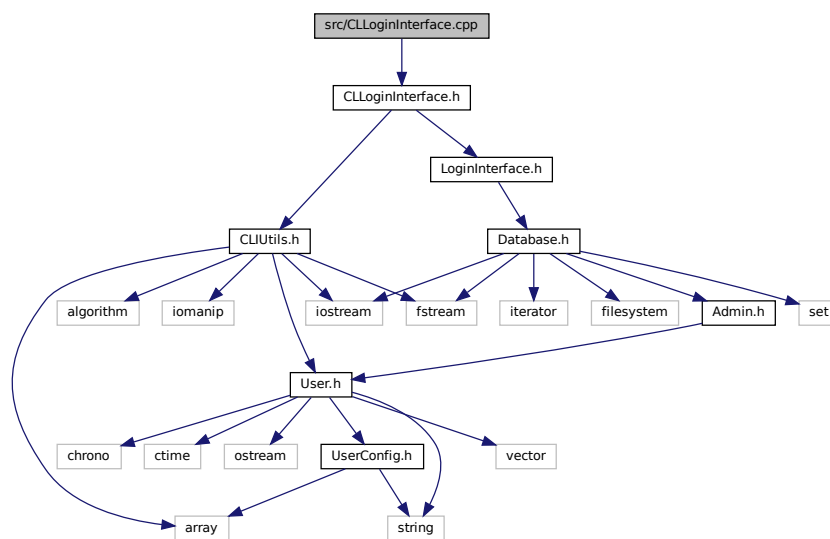 src/CLLoginInterface.cpp
CLLoginInterface.h
LoginInterface.h
CLIUtils.h
Database.h
algorithm
iomanip
iostream
fstream
iterator
filesystem
Admin.h
set
User.h
chrono
ctime
ostream
UserConfig.h
vector
array
string